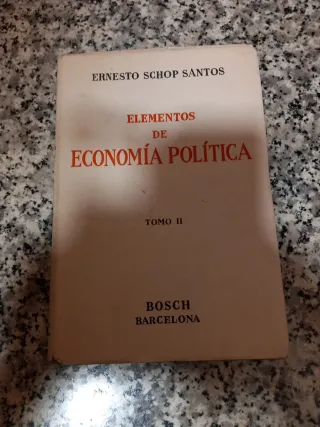 ERNESTO SCHOP SANTOS
ELEMENTOS
DE
ECONOMÍA POLÍTICA
TOMO II
BOSCH
BARCELONA